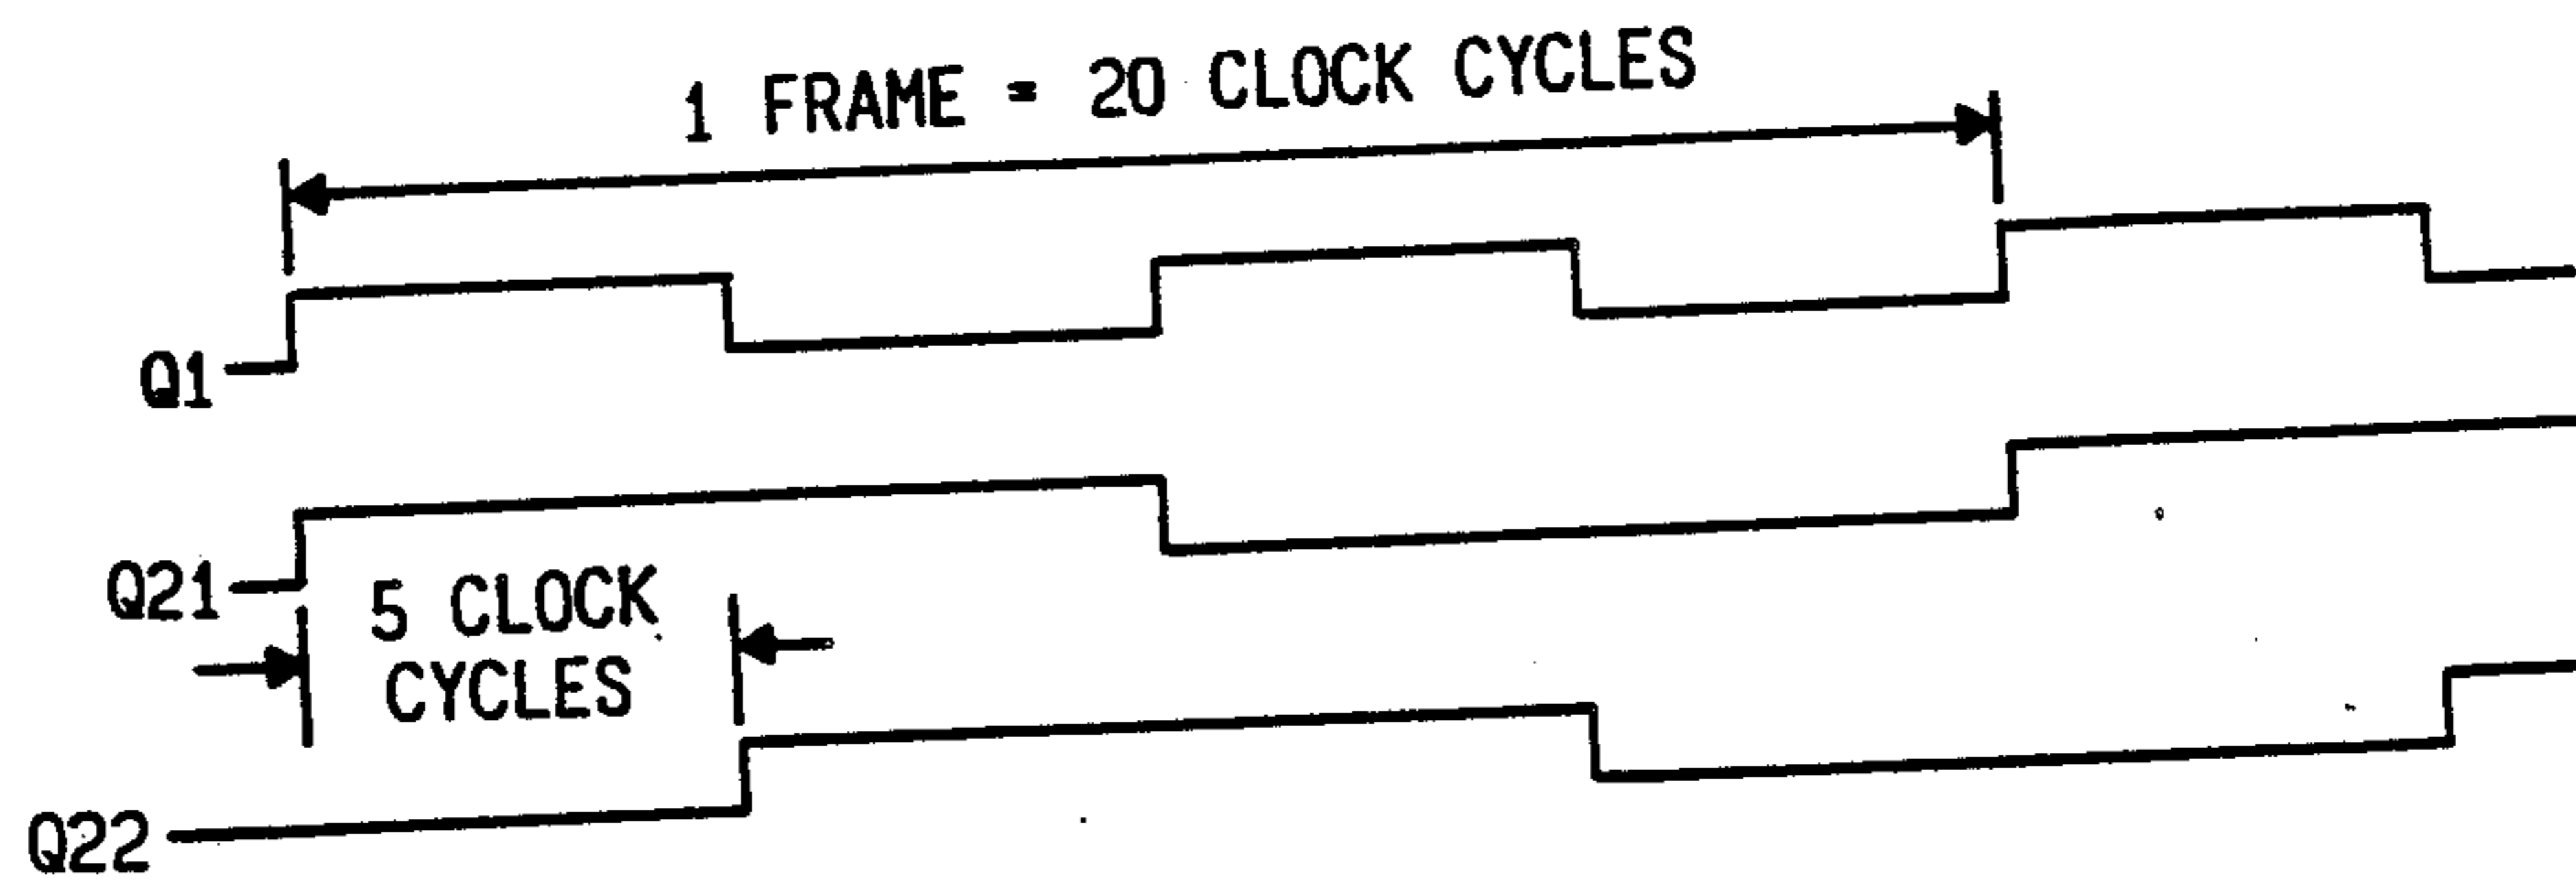 1 FRAME = 20 CLOCK CYCLES
Q1
Q21
5 CLOCK
CYCLES
Q22